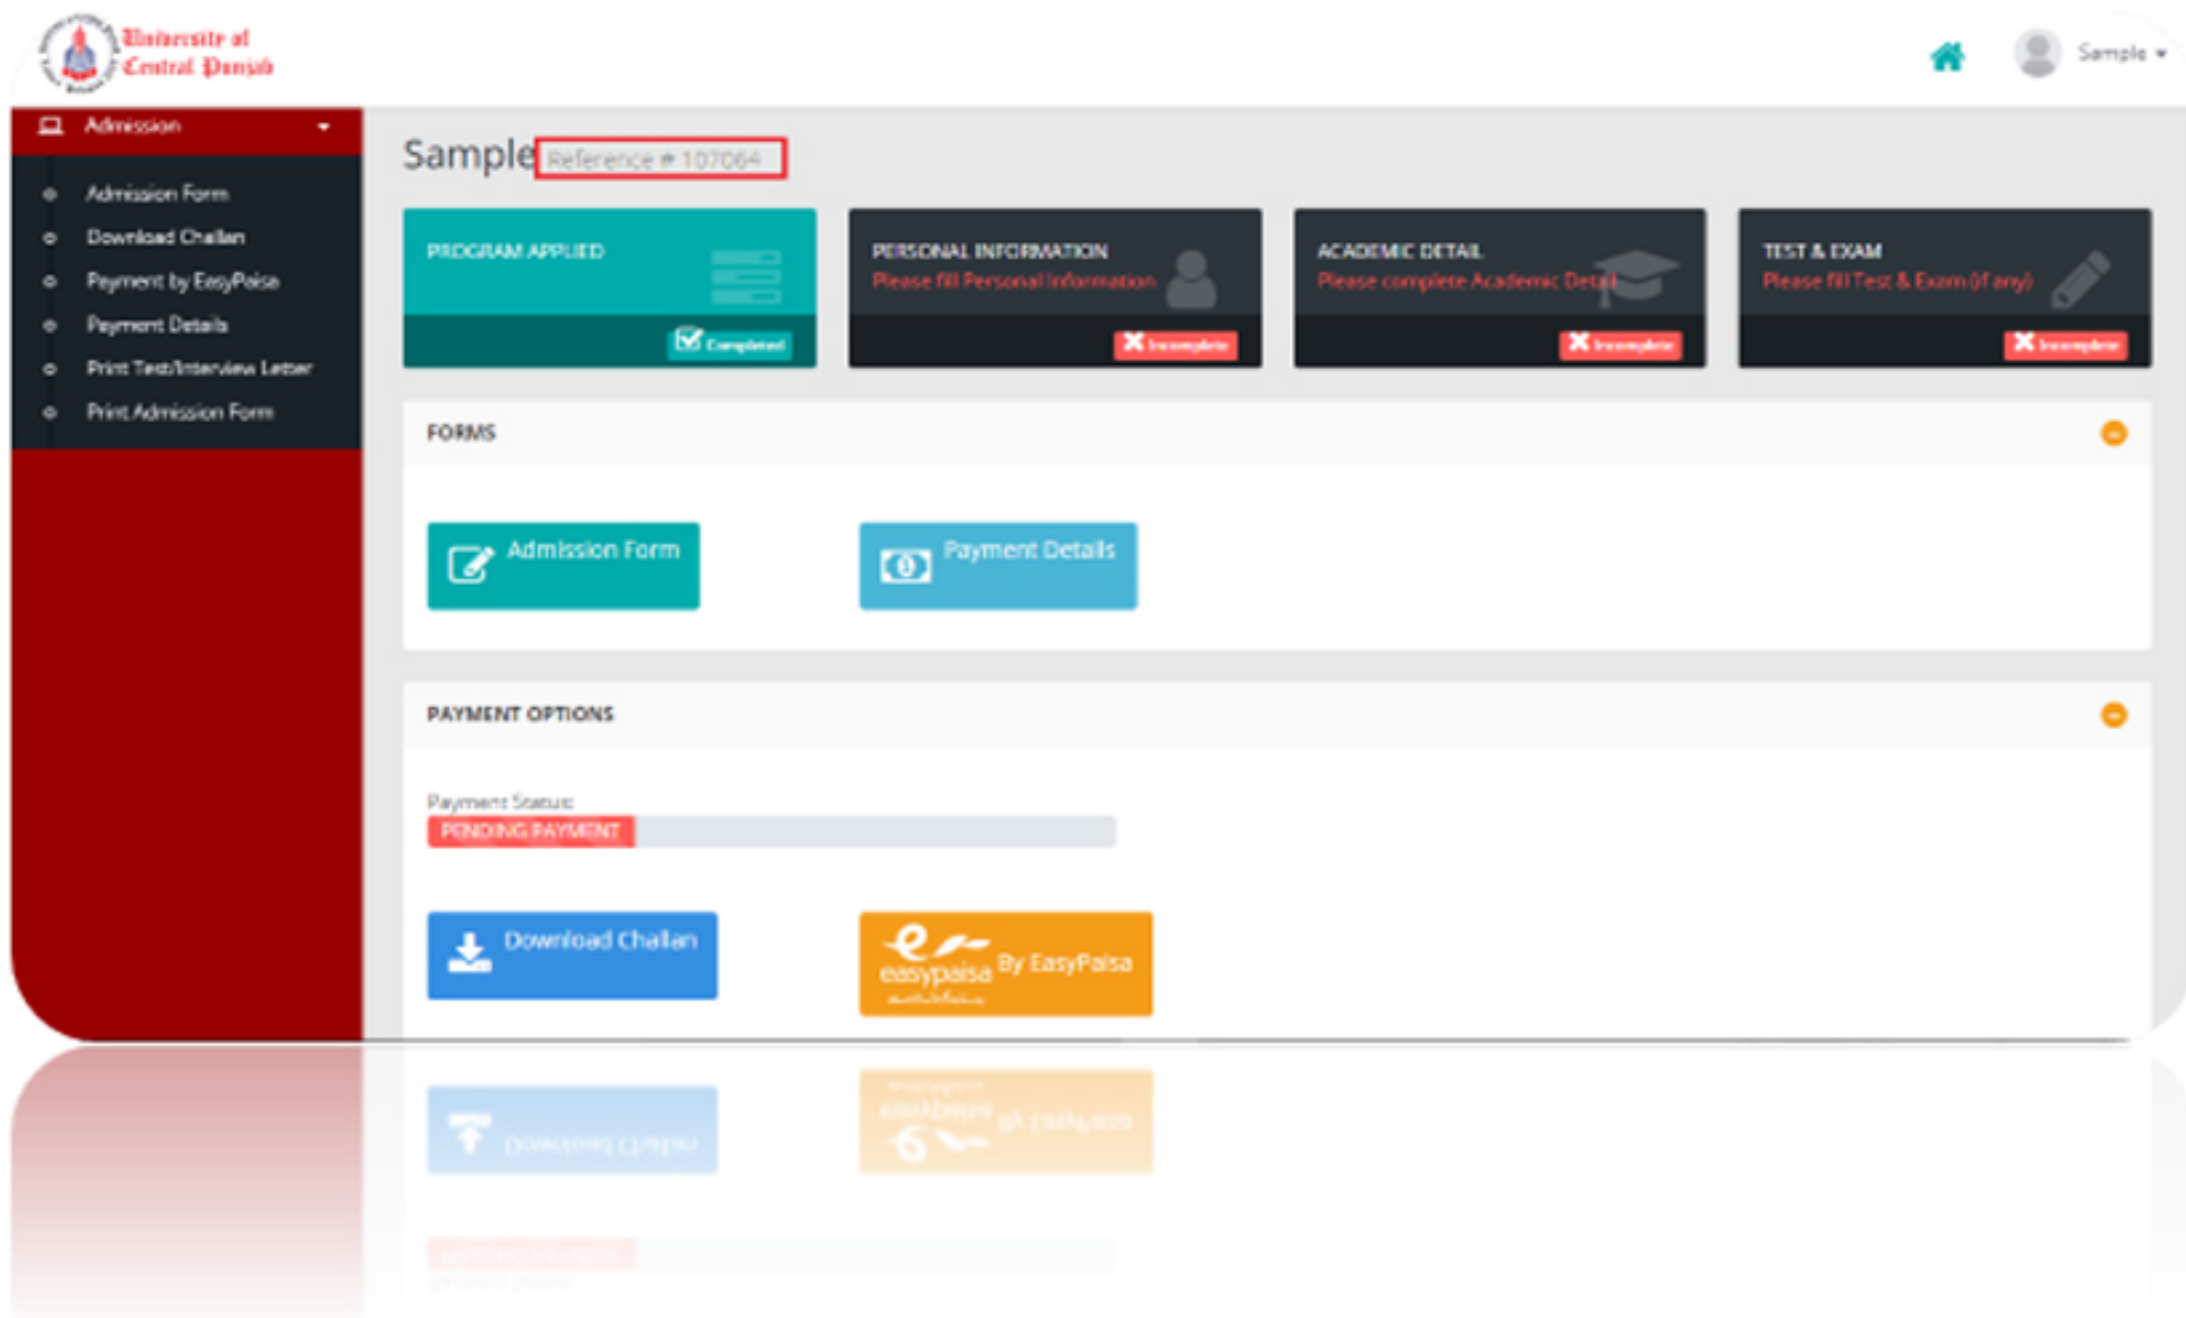 University of
Central Punjab
Sample
Admission
Admission Form
Download Challan
Payment by EasyPaisa
Payment Details
Print Test/Interview Letter
Print Admission Form
Sample Reference # 107064
PROGRAM APPLIED
Completed
PERSONAL INFORMATION
Please fill Personal Information
Incomplete
ACADEMIC DETAIL
Please complete Academic Detail
Incomplete
TEST & EXAM
Please fill Test & Exam (if any)
Incomplete
FORMS
Admission Form
Payment Details
PAYMENT OPTIONS
Payment Status:
PENDING PAYMENT
Download Challan
easypaisa By EasyPaisa